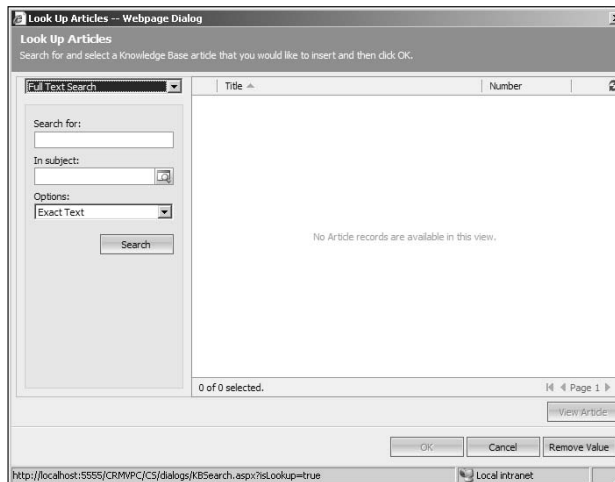 Look Up Articles -- Webpage Dialog
Look Up Articles
Search for and select a Knowledge Base article that you would like to insert and then click OK.
Full Text Search
Title
Number
Search for:
In subject:
Options:
Exact Text
Search
No Article records are available in this view.
0 of 0 selected.
Page 1
View Article
OK
Cancel
Remove Value
http://localhost:5555/CRMVPC/CS/dialogs/KBSearch.aspx?isLookup=true
Local intranet